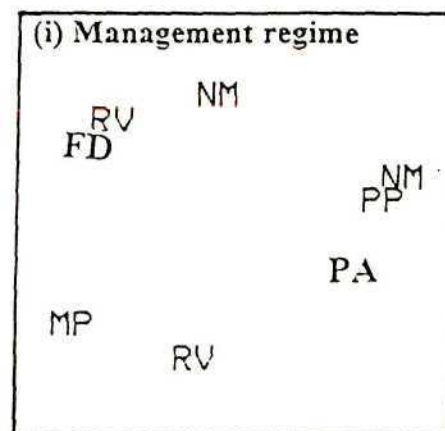 (i) Management regime
NM
RV
FD
NM
PP
PA
MP
RV